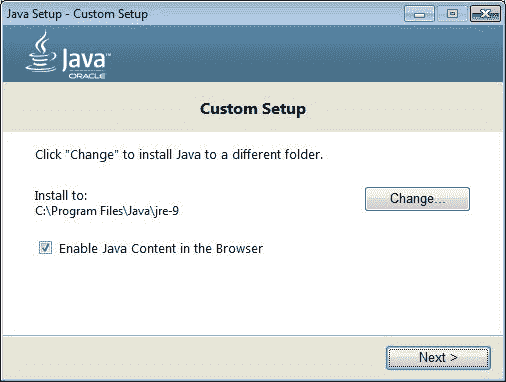 Java Setup - Custom Setup
Java™
ORACLE
Custom Setup
Click "Change" to install Java to a different folder.
Install to:
C:\Program Files\Java\jre-9
Change...
Enable Java Content in the Browser
Next >